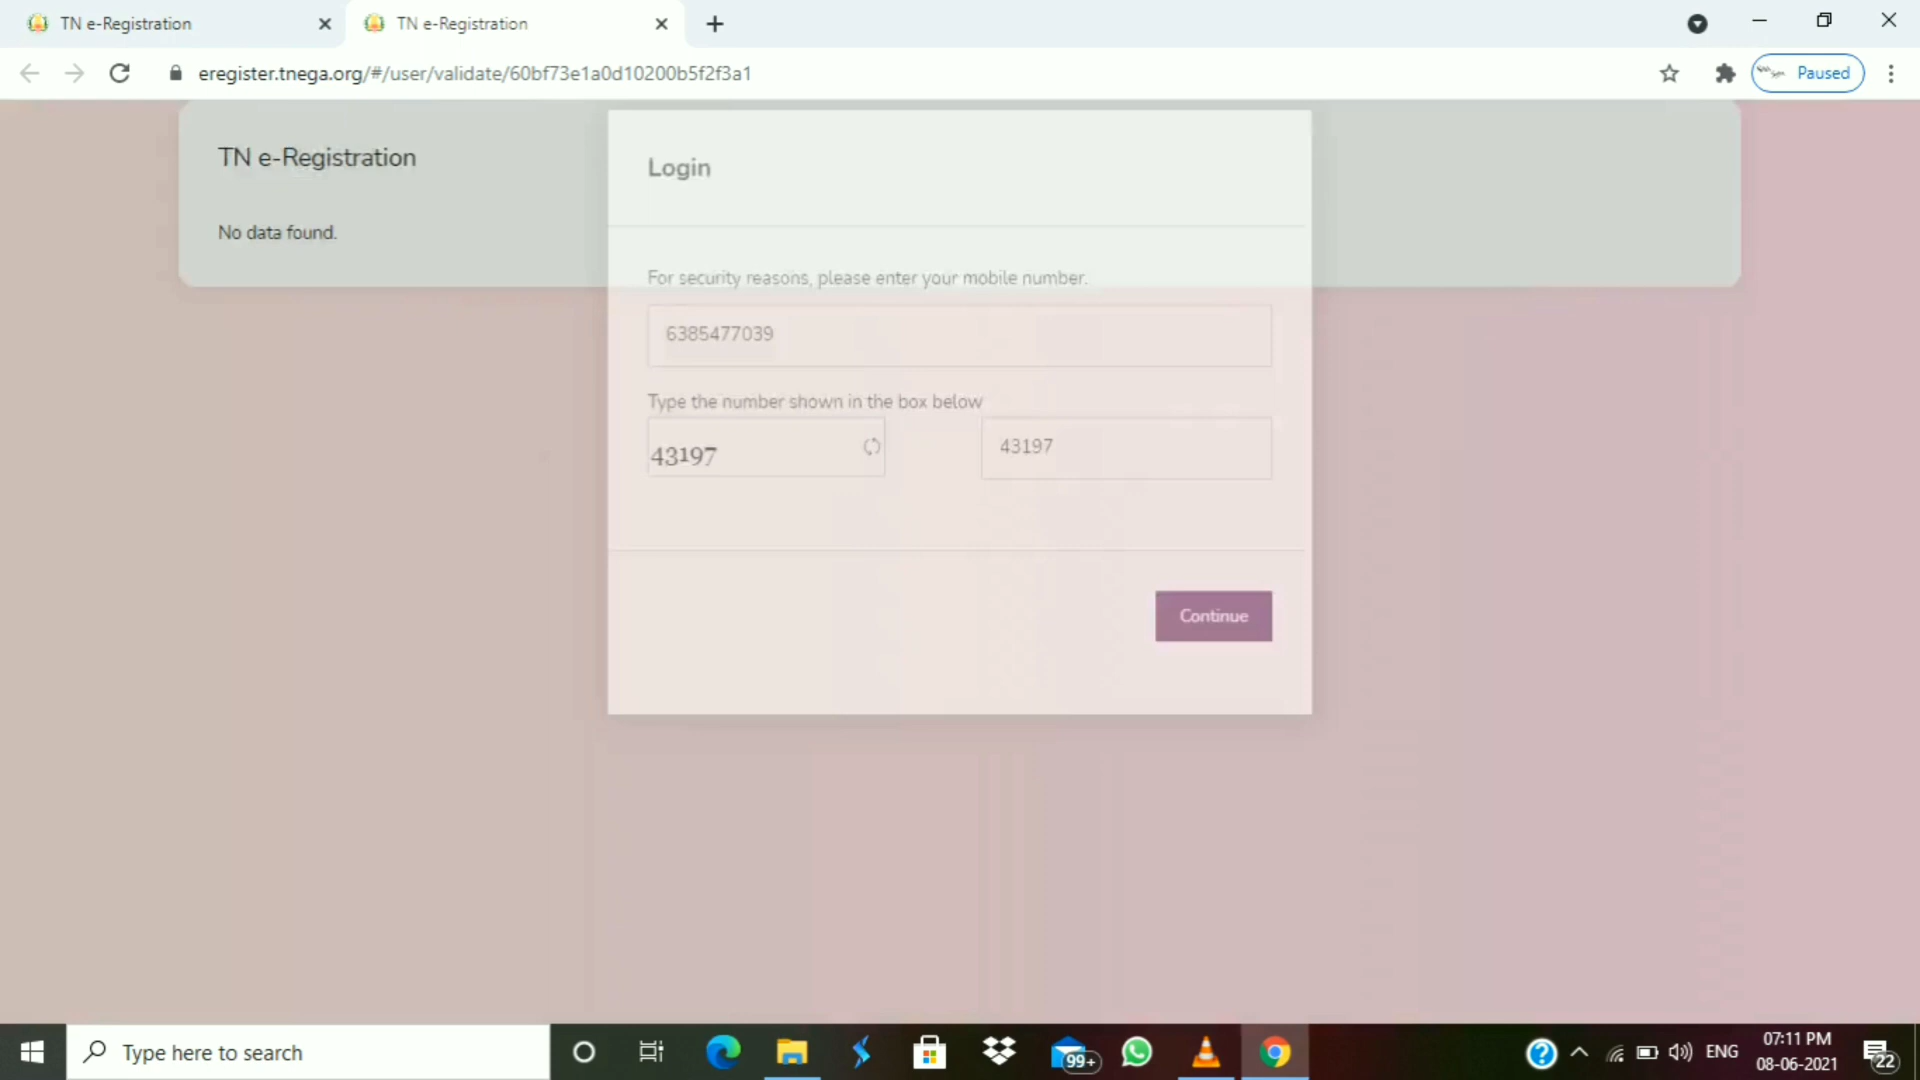 TN e-Registration
TN e-Registration
eregister.tnega.org/#/user/validate/60bf73e1a0d10200b5f2f3a1
Paused
TN e-Registration
No data found.
Login
For security reasons, please enter your mobile number.
6385477039
Type the number shown in the box below
43197
43197
Continue
Type here to search
99+
ENG
07:11 PM
08-06-2021
22